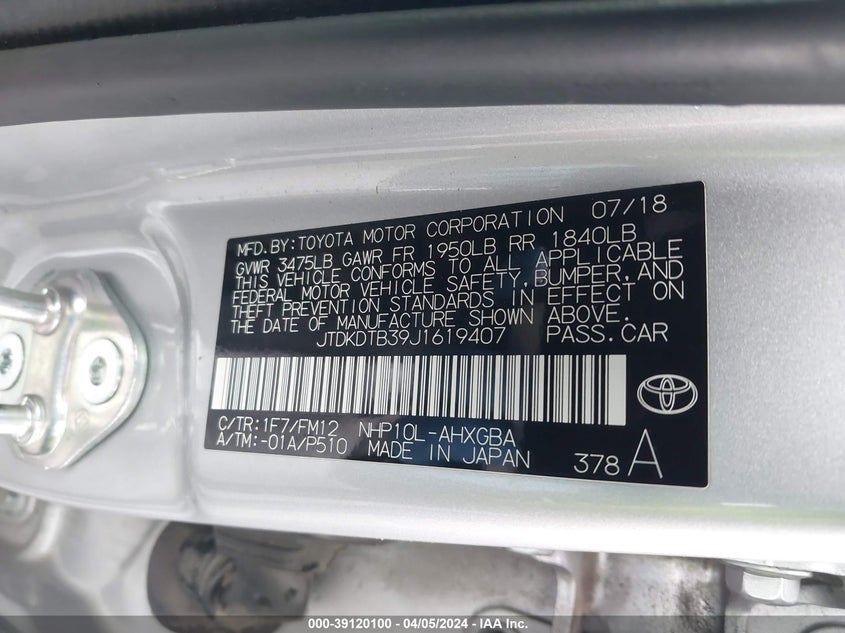 MFD. BY: TOYOTA MOTOR CORPORATION 07/18
GVWR 3475LB GAWR FR 1950LB RR 1840LB
THIS VEHICLE CONFORMS TO ALL APPLICABLE
FEDERAL MOTOR VEHICLE SAFETY, BUMPER, AND
THEFT PREVENTION STANDARDS IN EFFECT ON
THE DATE OF MANUFACTURE SHOWN ABOVE.
JTDKDTB39J1619407 PASS. CAR
C/TR: 1F7/FM12 NHP10L-AHXGBA
A/TM: -01A/P510 MADE IN JAPAN 378 A
000-39120100 - 04/05/2024 - IAA Inc.